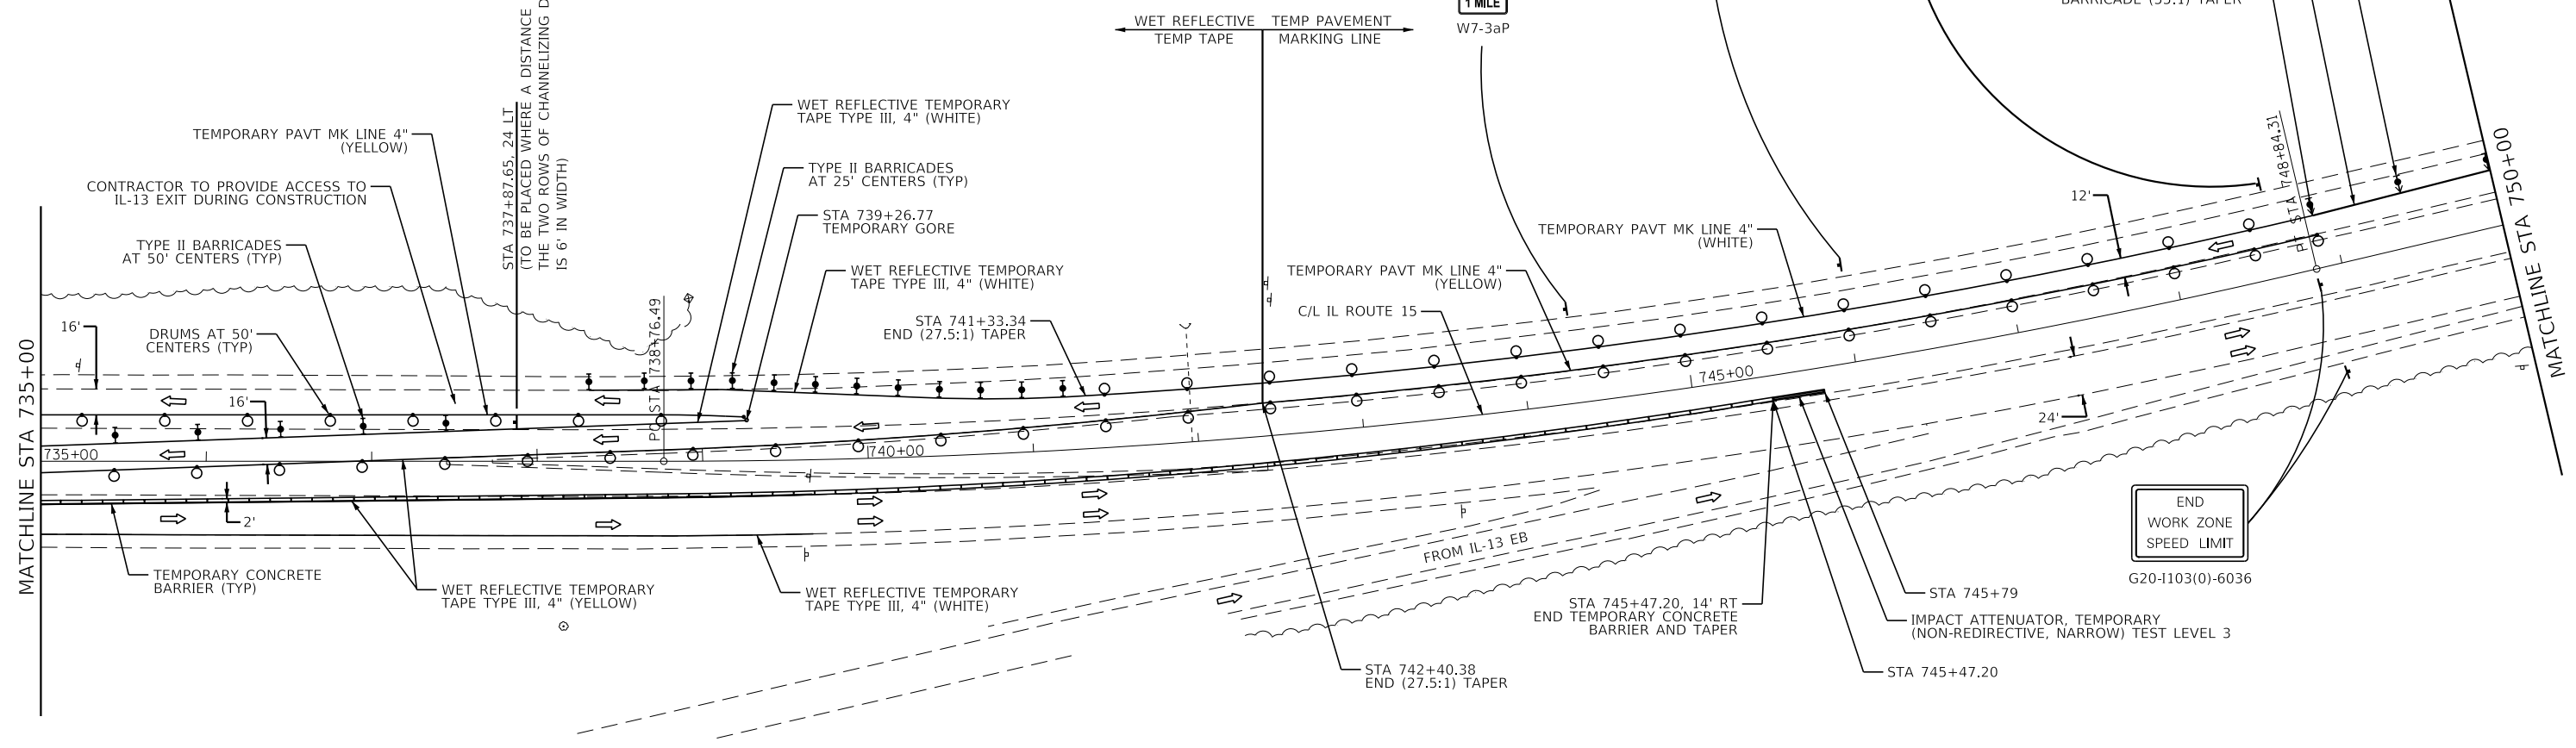 1 MILE
W7-3aP
BARRICADE (55:1) TAPER
WET REFLECTIVE
TEMP TAPE
TEMP PAVEMENT
MARKING LINE
STA 737+87.65, 24 LT
(TO BE PLACED WHERE A DISTANCE
THE TWO ROWS OF CHANNELIZING
IS 6' IN WIDTH)
TEMPORARY PAVT MK LINE 4"
(YELLOW)
CONTRACTOR TO PROVIDE ACCESS TO
IL-13 EXIT DURING CONSTRUCTION
TYPE II BARRICADES
AT 50' CENTERS (TYP)
DRUMS AT 50'
CENTERS (TYP)
16'
16'
WET REFLECTIVE TEMPORARY
TAPE TYPE III, 4" (WHITE)
TYPE II BARRICADES
AT 25' CENTERS (TYP)
STA 739+26.77
TEMPORARY GORE
WET REFLECTIVE TEMPORARY
TAPE TYPE III, 4" (WHITE)
STA 741+33.34
END (27.5:1) TAPER
STA 738+76.49
TEMPORARY PAVT MK LINE 4"
(WHITE)
TEMPORARY PAVT MK LINE 4"
(YELLOW)
C/L IL ROUTE 15
12'
PT STA 748+84.31
MATCHLINE STA 750+00
MATCHLINE STA 735+00
735+00
740+00
745+00
24'
2'
TEMPORARY CONCRETE
BARRIER (TYP)
WET REFLECTIVE TEMPORARY
TAPE TYPE III, 4" (YELLOW)
WET REFLECTIVE TEMPORARY
TAPE TYPE III, 4" (WHITE)
FROM IL-13 EB
STA 742+40.38
END (27.5:1) TAPER
STA 745+47.20, 14' RT
END TEMPORARY CONCRETE
BARRIER AND TAPER
STA 745+79
IMPACT ATTENUATOR, TEMPORARY
(NON-REDIRECTIVE, NARROW) TEST LEVEL 3
STA 745+47.20
END
WORK ZONE
SPEED LIMIT
G20-I103(0)-6036